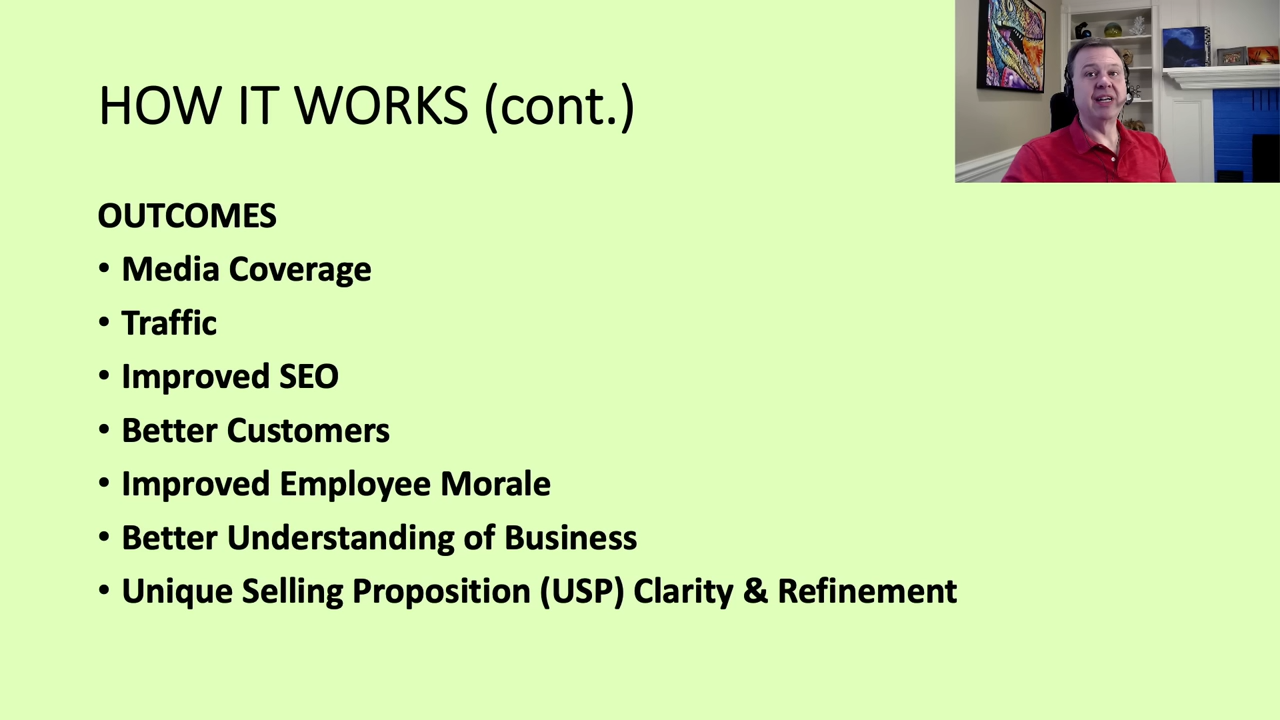 HOW IT WORKS (cont.)
OUTCOMES
• Media Coverage
• Traffic
• Improved SEO
• Better Customers
• Improved Employee Morale
• Better Understanding of Business
• Unique Selling Proposition (USP) Clarity & Refinement